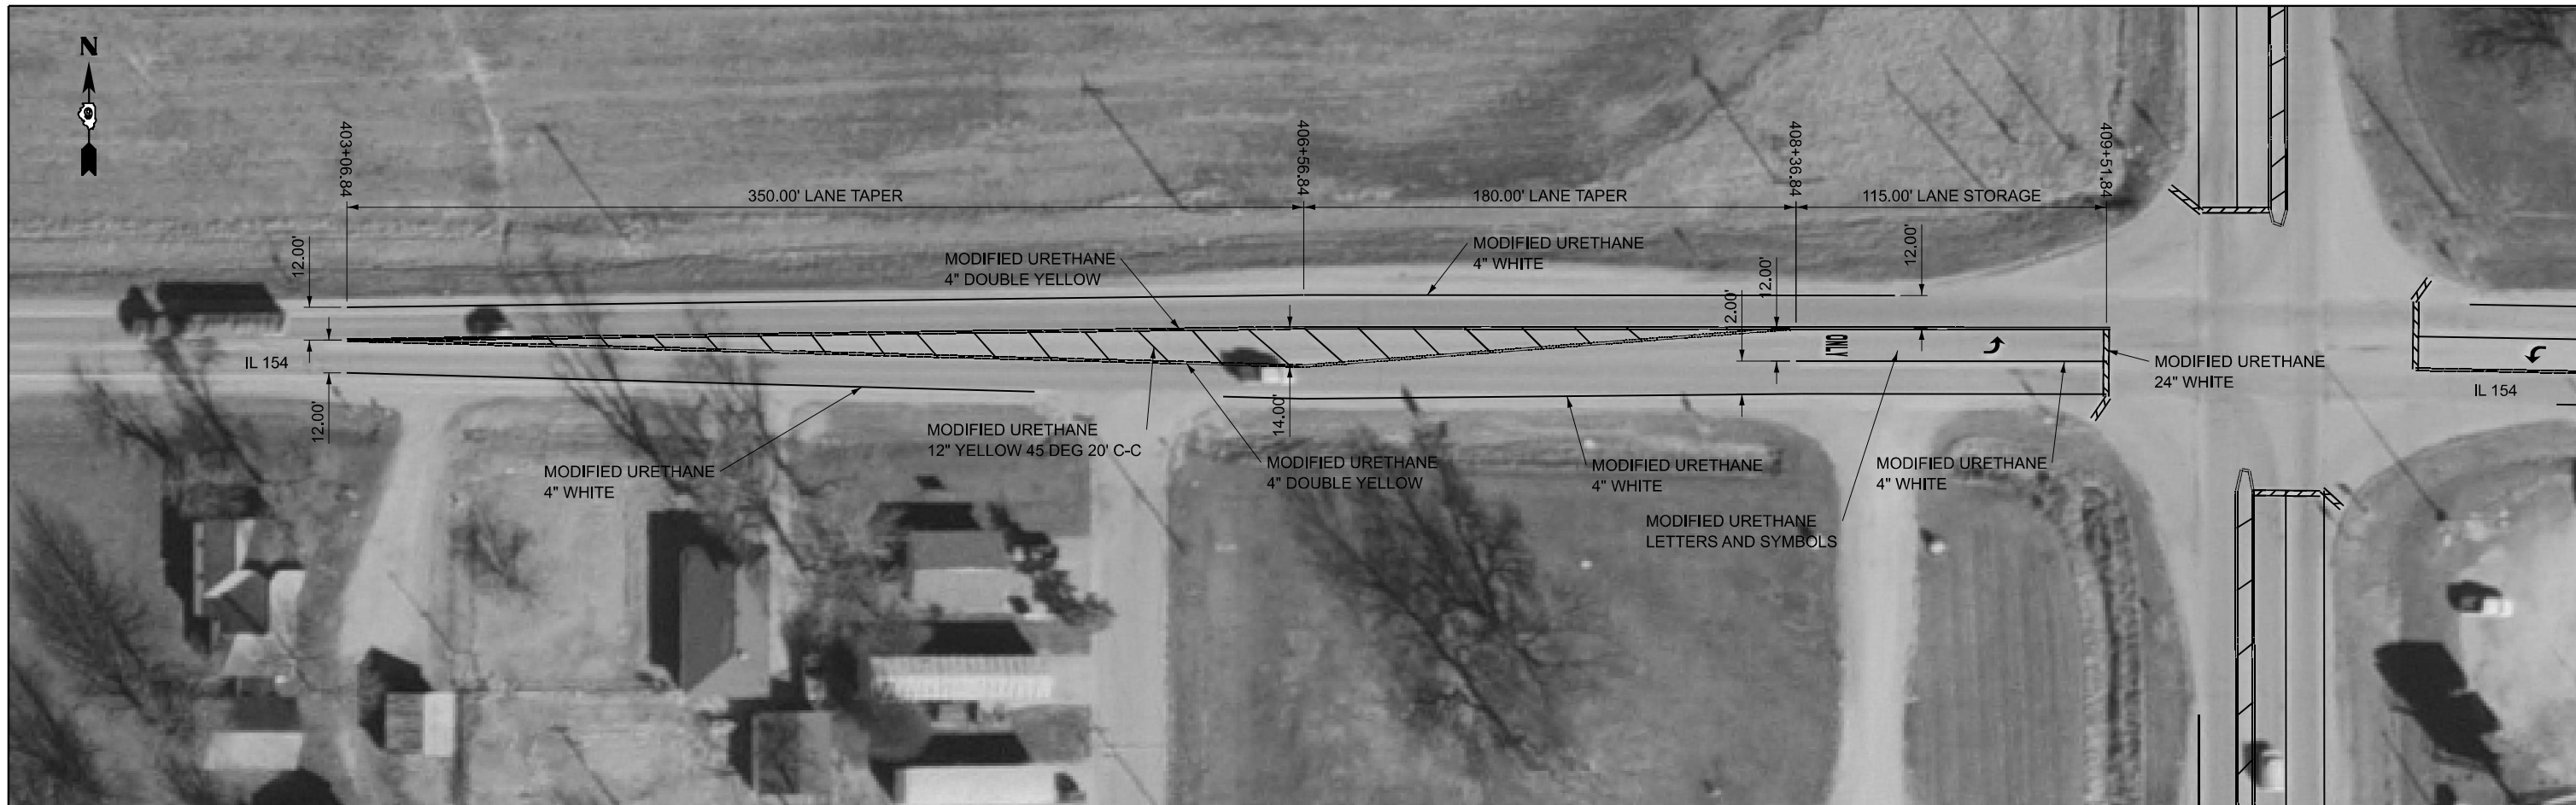 N
403+06.84
406+56.84
408+36.84
409+51.84
350.00' LANE TAPER
180.00' LANE TAPER
115.00' LANE STORAGE
12.00'
MODIFIED URETHANE
4" DOUBLE YELLOW
MODIFIED URETHANE
4" WHITE
12.00'
12.00'
2.00'
ONLY
IL 154
12.00'
14.00'
MODIFIED URETHANE
24" WHITE
IL 154
MODIFIED URETHANE
12" YELLOW 45 DEG 20' C-C
MODIFIED URETHANE
4" WHITE
MODIFIED URETHANE
4" DOUBLE YELLOW
MODIFIED URETHANE
4" WHITE
MODIFIED URETHANE
4" WHITE
MODIFIED URETHANE
LETTERS AND SYMBOLS